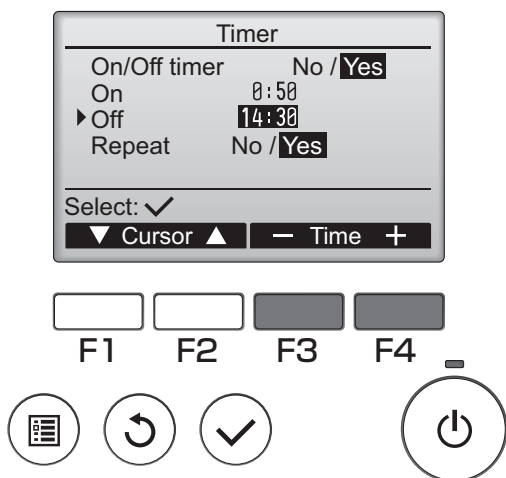 Timer
On/Off timer No / Yes
On 0:50
Off 14:30
Repeat No / Yes
Select:
Cursor − Time +
F1 F2 F3 F4